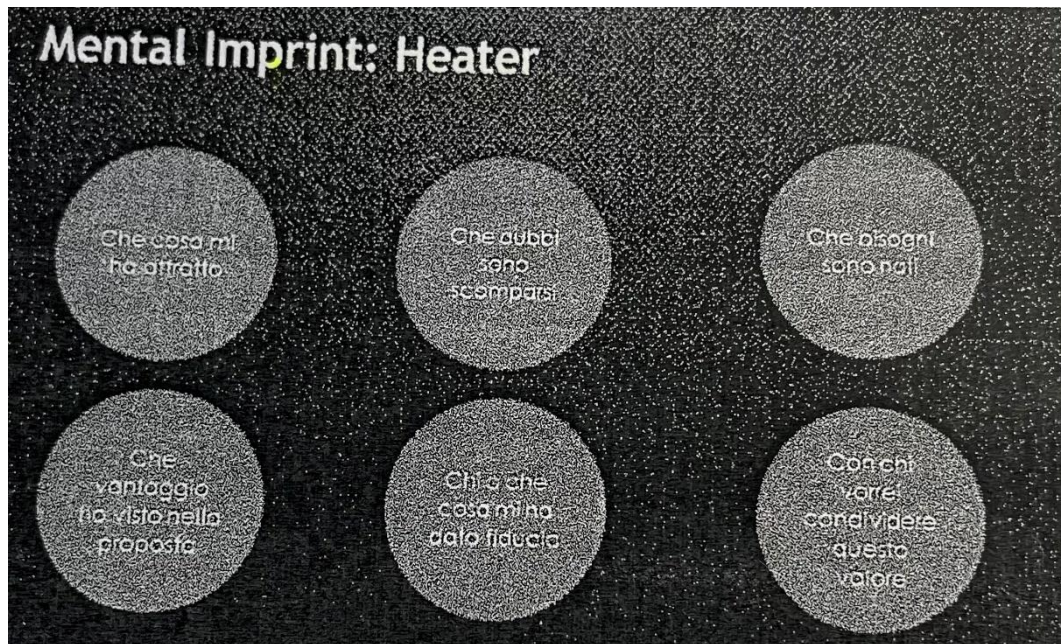 Mental Imprint: Heater
Che cosa mi
ha attratto
Che dubbi
sono
scomparsi
Che bisogni
sono nati
Che
vantaggio
ho visto nella
proposta
Chi o che
cosa mi ha
dato fiducia
Con chi
vorrei
condividere
questo
valore